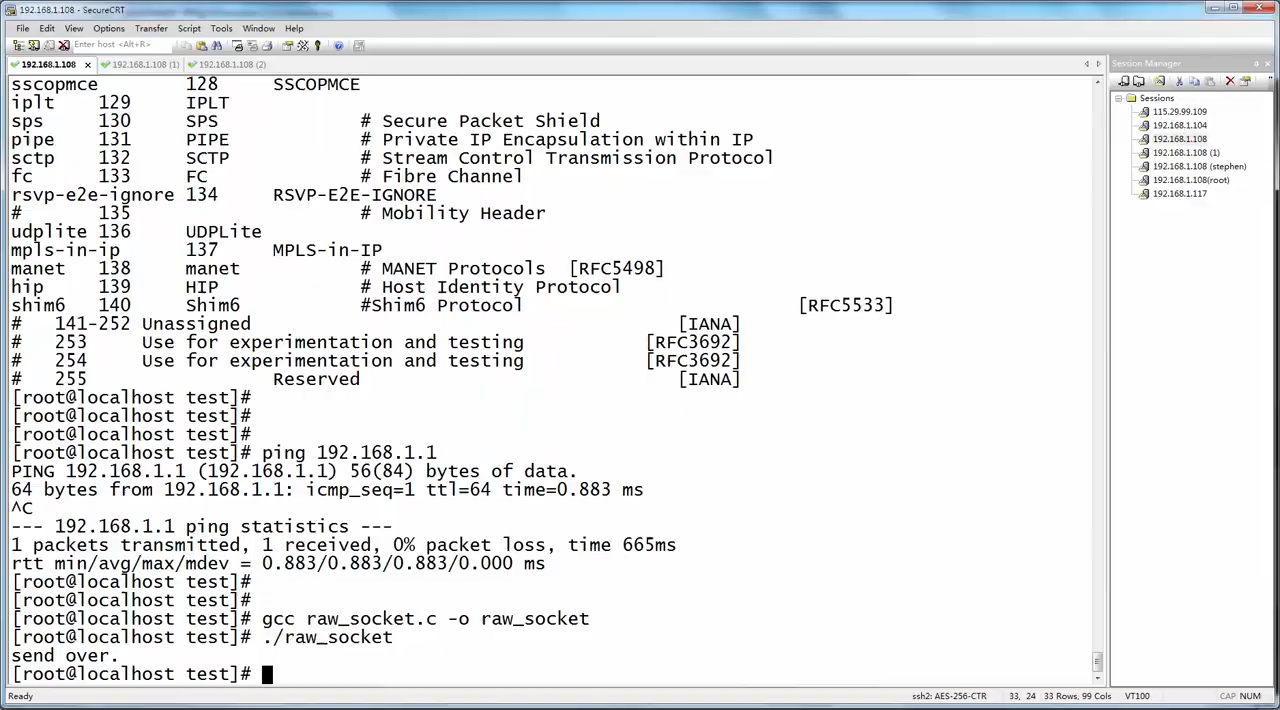 192.168.1.108 - SecureCRT
File Edit View Options Transfer Script Tools Window Help
Enter host <Alt+R>
192.168.1.108 192.168.1.108 (1) 192.168.1.108 (2)
Session Manager
sscopmce        128      SSCOPMCE
iplt    129     IPLT
sps     130     SPS             # Secure Packet Shield
pipe    131     PIPE            # Private IP Encapsulation within IP
sctp    132     SCTP            # Stream Control Transmission Protocol
fc      133     FC              # Fibre Channel
rsvp-e2e-ignore 134     RSVP-E2E-IGNORE
#       135                     # Mobility Header
udplite 136     UDPLite
mpls-in-ip      137     MPLS-in-IP
manet   138     manet           # MANET Protocols  [RFC5498]
hip     139     HIP             # Host Identity Protocol
shim6   140     Shim6           #Shim6 Protocol                         [RFC5533]
#   141-252 Unassigned                                       [IANA]
#   253     Use for experimentation and testing           [RFC3692]
#   254     Use for experimentation and testing           [RFC3692]
#   255                 Reserved                             [IANA]
[root@localhost test]#
[root@localhost test]#
[root@localhost test]#
[root@localhost test]# ping 192.168.1.1
PING 192.168.1.1 (192.168.1.1) 56(84) bytes of data.
64 bytes from 192.168.1.1: icmp_seq=1 ttl=64 time=0.883 ms
^C
--- 192.168.1.1 ping statistics ---
1 packets transmitted, 1 received, 0% packet loss, time 665ms
rtt min/avg/max/mdev = 0.883/0.883/0.883/0.000 ms
[root@localhost test]#
[root@localhost test]#
[root@localhost test]# gcc raw_socket.c -o raw_socket
[root@localhost test]# ./raw_socket
send over.
[root@localhost test]#
Sessions
115.29.99.109
192.168.1.104
192.168.1.108
192.168.1.108 (1)
192.168.1.108 (stephen)
192.168.1.108(root)
192.168.1.117
Ready ssh2: AES-256-CTR 33, 24 33 Rows, 99 Cols VT100 CAP NUM